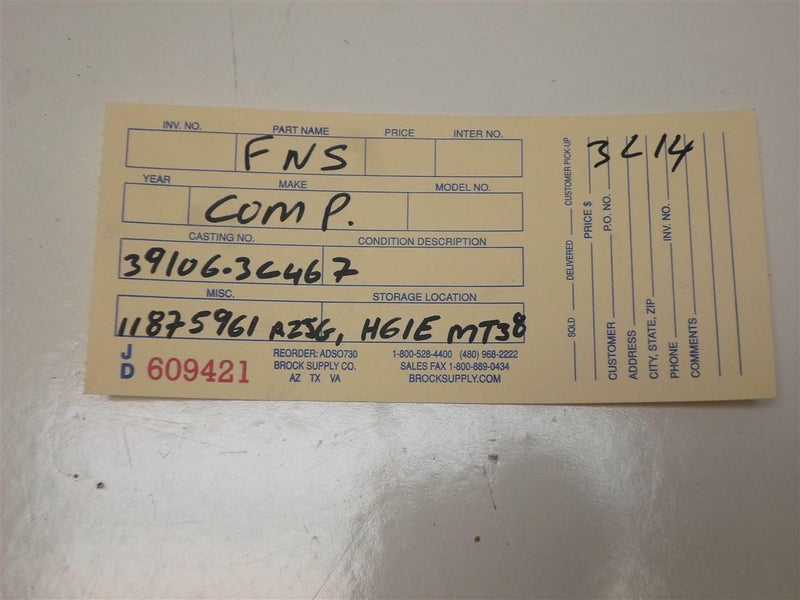 INV. NO. PART NAME PRICE INTER NO.
FNS
YEAR MAKE MODEL NO.
COMP.
CASTING NO. CONDITION DESCRIPTION
39106-3C467
MISC. STORAGE LOCATION
11875961 AZSG, HG1E MT38
JD 609421
REORDER: ADSO730 1-800-528-4400 (480) 968-2222
BROCK SUPPLY CO. SALES FAX 1-800-889-0434
AZ TX VA BROCKSUPPLY.COM
3C14
SOLD DELIVERED CUSTOMER PICK-UP
PRICE $
CUSTOMER P.O. NO.
ADDRESS
CITY, STATE, ZIP
PHONE INV. NO.
COMMENTS